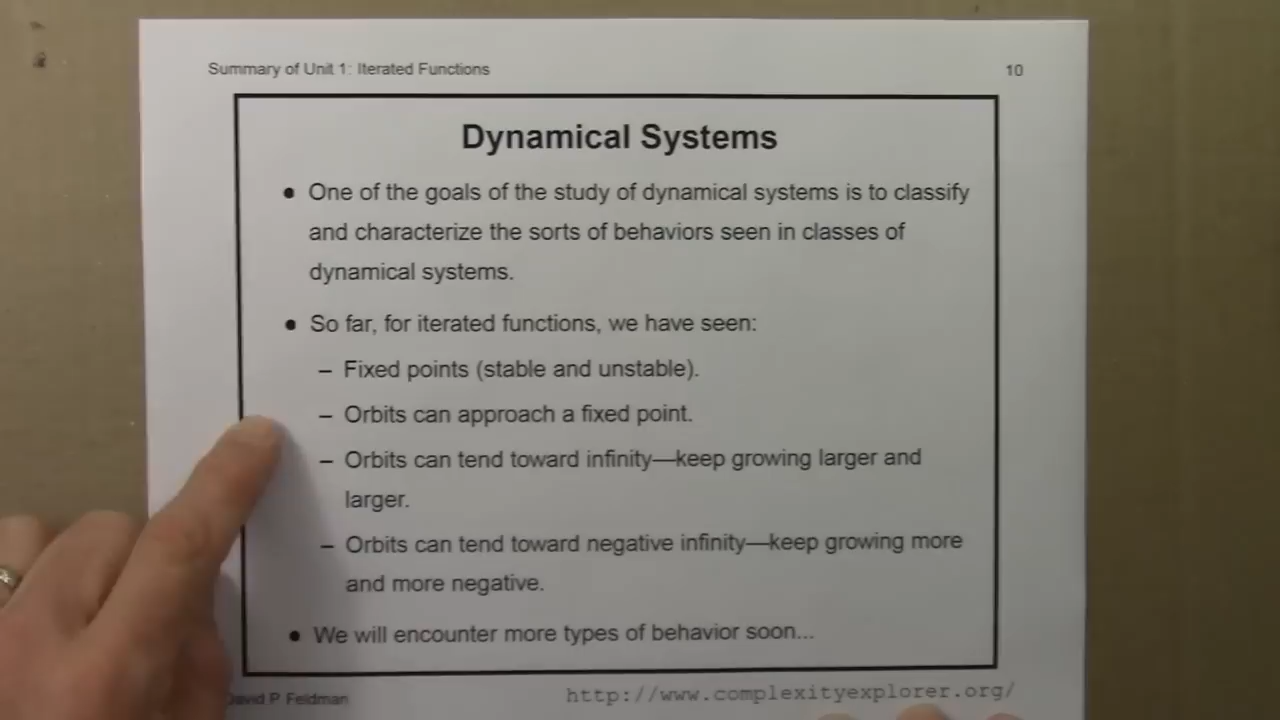 Summary of Unit 1: Iterated Functions 10
Dynamical Systems
• One of the goals of the study of dynamical systems is to classify
and characterize the sorts of behaviors seen in classes of
dynamical systems.
• So far, for iterated functions, we have seen:
– Fixed points (stable and unstable).
– Orbits can approach a fixed point.
– Orbits can tend toward infinity—keep growing larger and
larger.
– Orbits can tend toward negative infinity—keep growing more
and more negative.
• We will encounter more types of behavior soon...
David P. Feldman http://www.complexityexplorer.org/